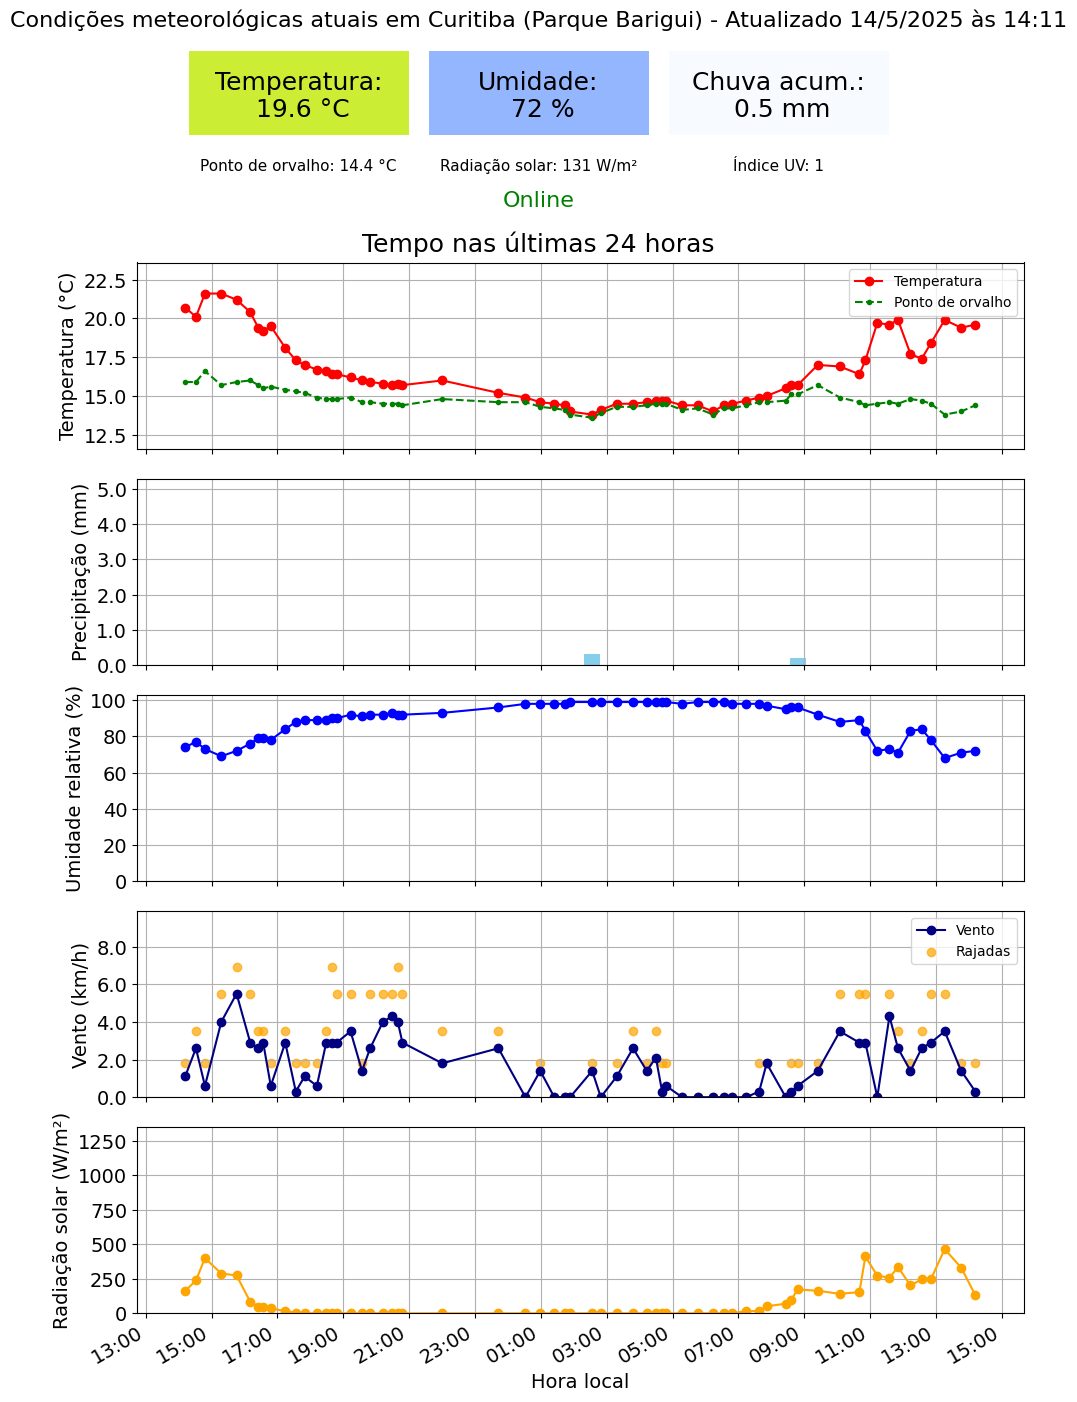 Condições meteorológicas atuais em Curitiba (Parque Barigui) - Atualizado 14/5/2025 às 14:11
Temperatura:
19.6 °C
Umidade:
72 %
Chuva acum.:
0.5 mm
Ponto de orvalho: 14.4 °C
Radiação solar: 131 W/m²
Índice UV: 1
Online
Tempo nas últimas 24 horas
Temperatura (°C)
22.5
20.0
17.5
15.0
12.5
Temperatura
Ponto de orvalho
Precipitação (mm)
5.0
4.0
3.0
2.0
1.0
0.0
Umidade relativa (%)
100
80
60
40
20
0
Vento (km/h)
8.0
6.0
4.0
2.0
0.0
Vento
Rajadas
Radiação solar (W/m²)
1250
1000
750
500
250
0
13:00
15:00
17:00
19:00
21:00
23:00
01:00
03:00
05:00
07:00
09:00
11:00
13:00
15:00
Hora local